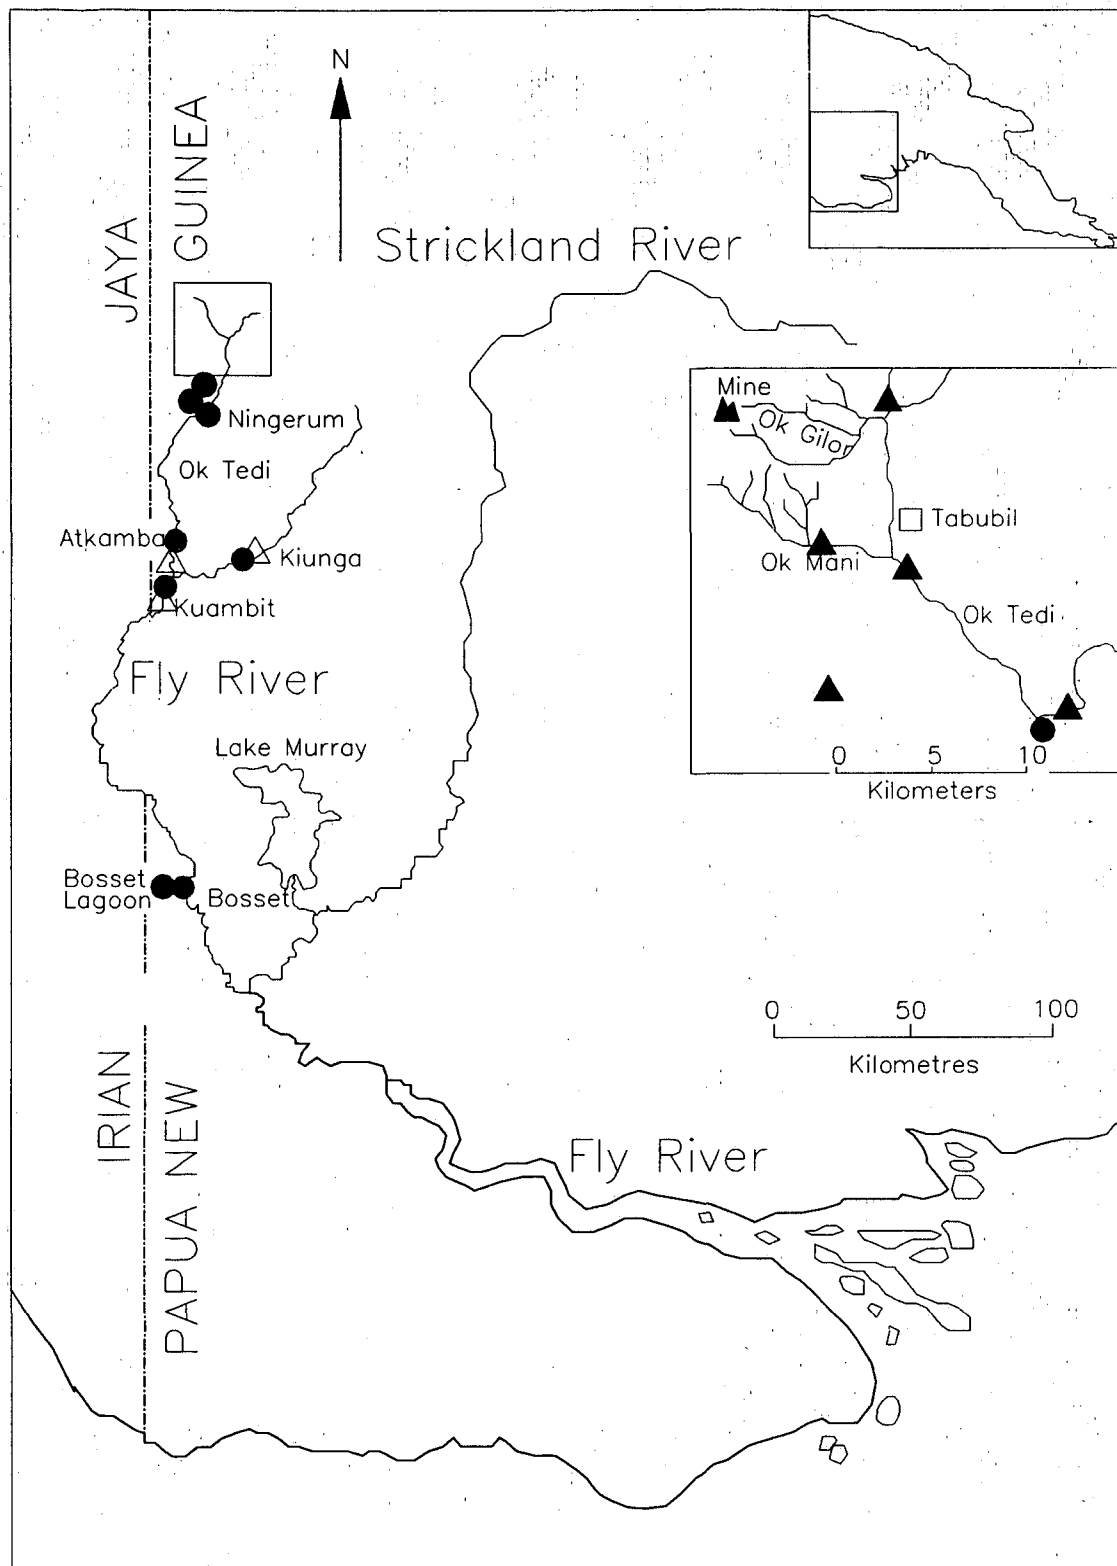 N
JAYA
GUINEA
Strickland River
Mine
Ok Gilor
Ningerum
Ok Tedi
Tabubil
Atkamba
Kiunga
Ok Mani
Kuambit
Ok Tedi
Fly River
Lake Murray
0 5 10
Kilometers
Bosset
Lagoon
Bosset
0 50 100
Kilometres
IRIAN
PAPUA NEW
Fly River